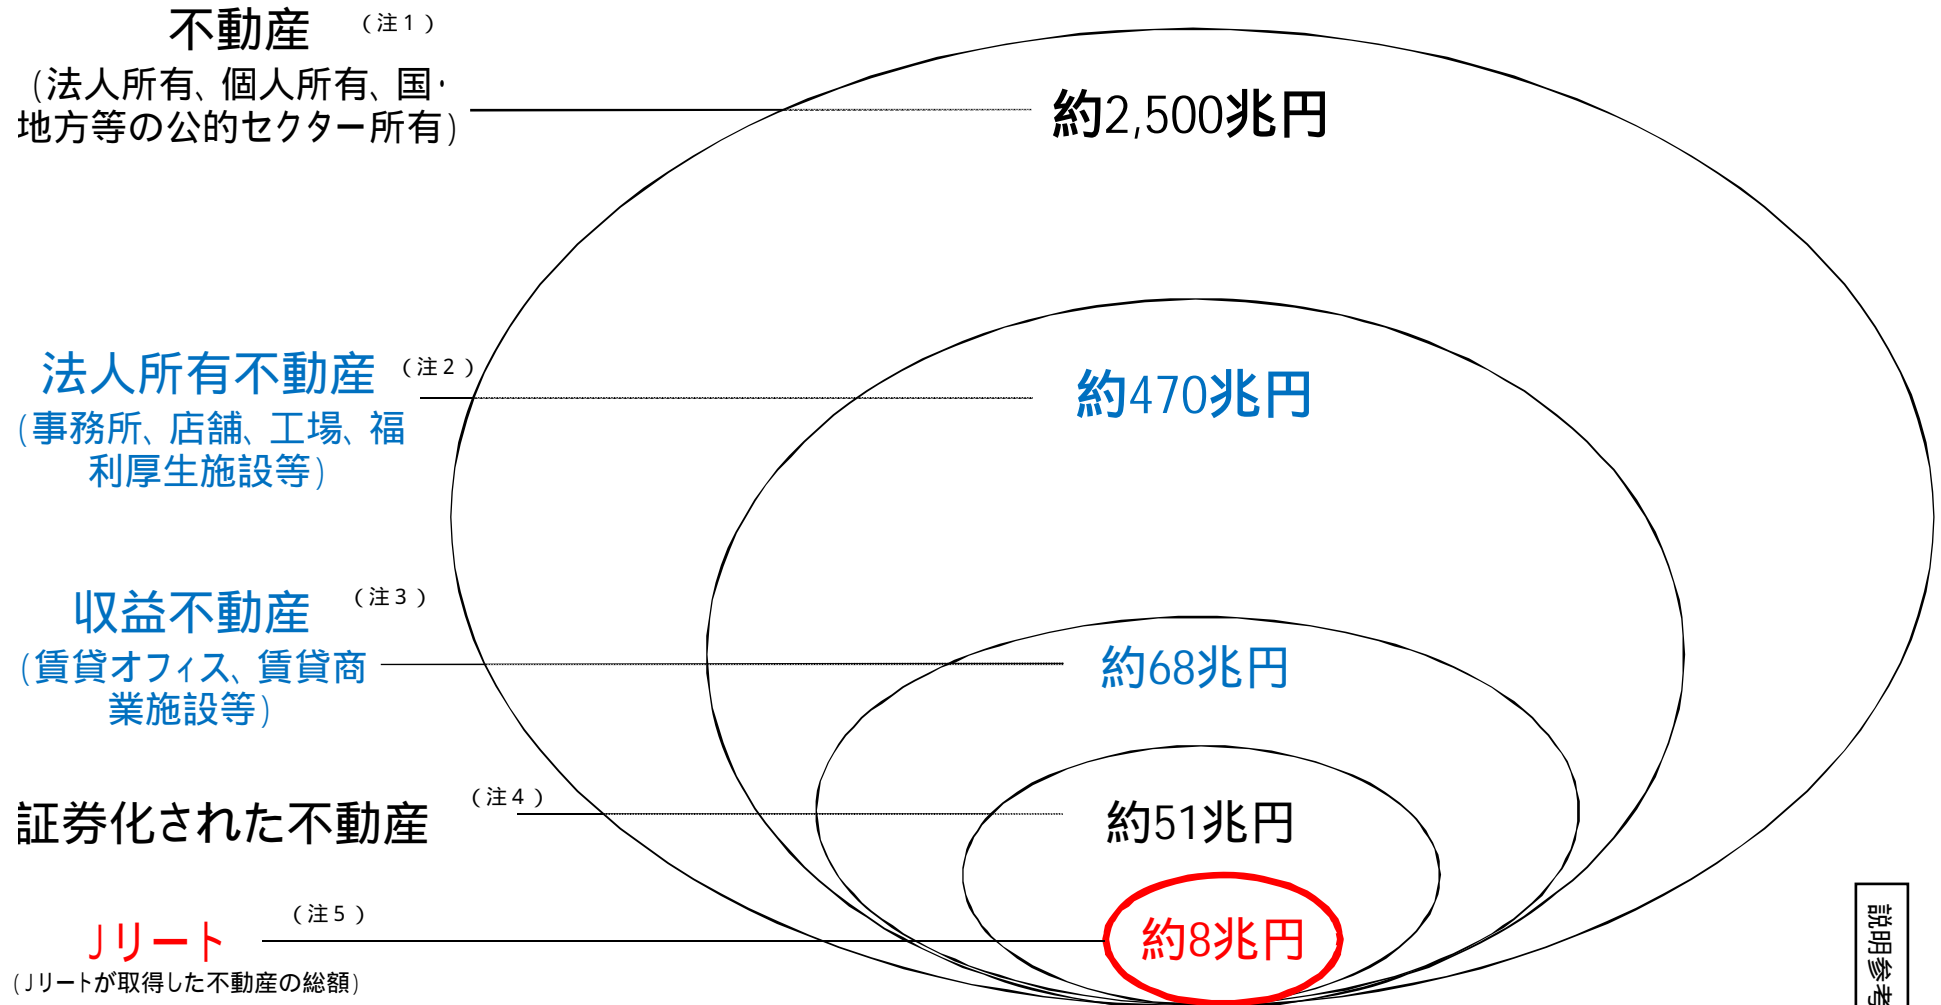 不動産 （注１）
(法人所有、個人所有、国・
地方等の公的セクター所有)
約2,500兆円
法人所有不動産 （注２）
(事務所、店舗、工場、福
利厚生施設等)
約470兆円
収益不動産 （注３）
(賃貸オフィス、賃貸商
業施設等)
約68兆円
証券化された不動産 （注４）
約51兆円
Jリート （注５）
(Jリートが取得した不動産の総額)
約8兆円
説明参考